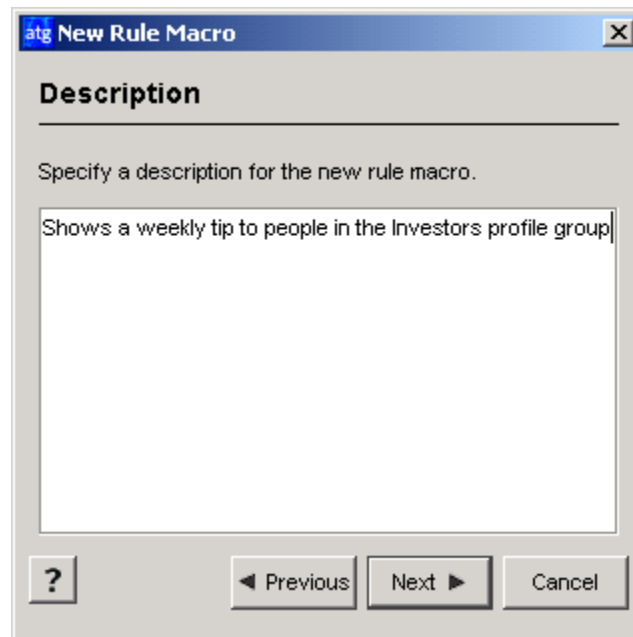 atg New Rule Macro
Description
Specify a description for the new rule macro.
Shows a weekly tip to people in the Investors profile group
? Previous Next Cancel